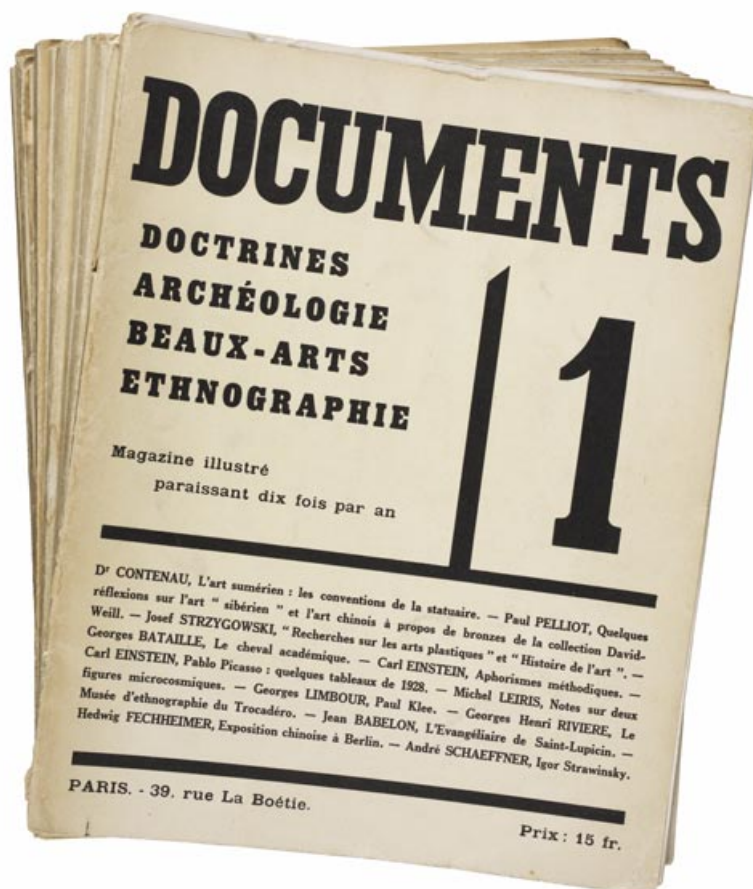 DOCUMENTS
DOCTRINES
ARCHÉOLOGIE
BEAUX-ARTS
ETHNOGRAPHIE
1
Magazine illustré
paraissant dix fois par an
Dr CONTENAU, L'art sumérien : les conventions de la statuaire. — Paul PELLIOT, Quelques
réflexions sur l'art " sibérien " et l'art chinois à propos de bronzes de la collection David-
Weill. — Josef STRZYGOWSKI, " Recherches sur les arts plastiques " et " Histoire de l'art ". —
Georges BATAILLE, Le cheval académique. — Carl EINSTEIN, Aphorismes méthodiques. —
Carl EINSTEIN, Pablo Picasso : quelques tableaux de 1928. — Michel LEIRIS, Notes sur deux
figures microcosmiques. — Georges LIMBOUR, Paul Klee. — Georges Henri RIVIERE, Le
Musée d'ethnographie du Trocadéro. — Jean BABELON, L'Evangéliaire de Saint-Lupicin. —
Hedwig FECHHEIMER, Exposition chinoise à Berlin. — André SCHAEFFNER, Igor Strawinsky.
PARIS. - 39. rue La Boétie.
Prix : 15 fr.